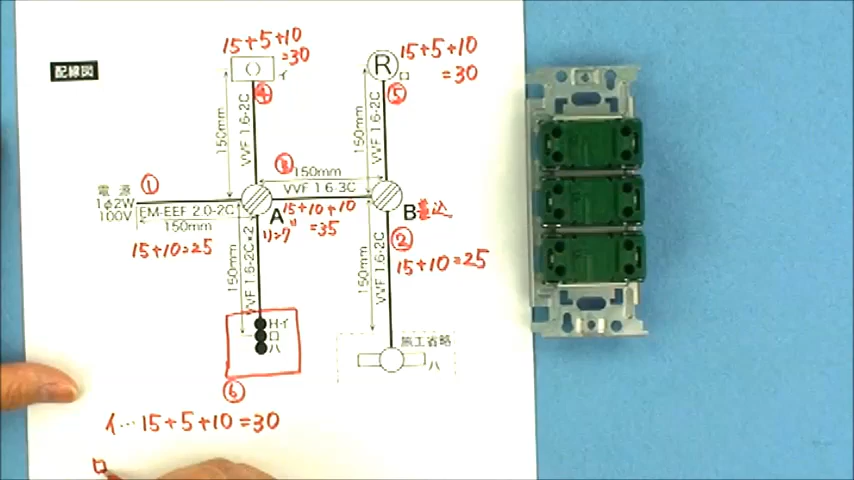 15+5+10
=30
15+5+10
=30
配線図
イ
R
ロ
④
⑤
150mm
VVF 1.6-2C
150mm
VVF 1.6-2C
①
③
150mm
電源
1φ2W
100V
EM-EEF 2.0-2C
VVF 1.6-3C
A
15+10+10
=35
リング
B
差込
150mm
15+10=25
②
15+10=25
150mm
VVF 1.6-2C×2
150mm
VVF 1.6-2C
Hイ
ロ
ハ
施工省略
ハ
⑥
イ…15+5+10=30
ロ